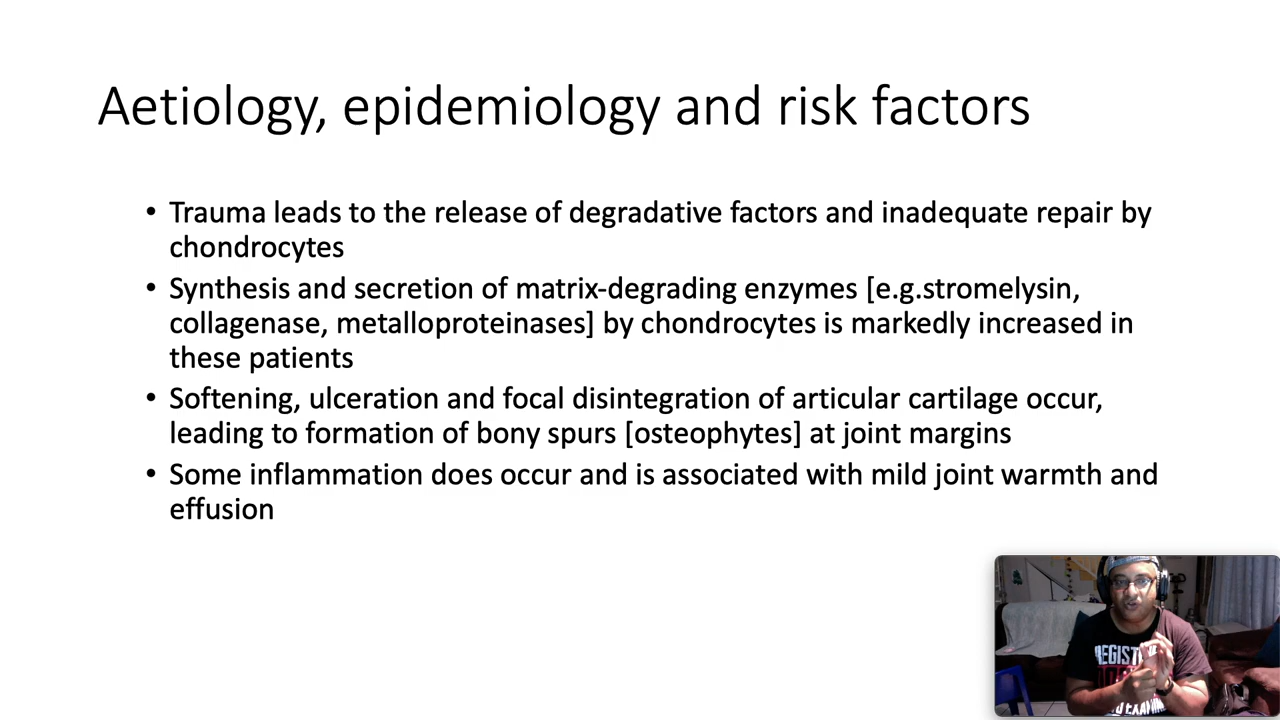 Aetiology, epidemiology and risk factors
• Trauma leads to the release of degradative factors and inadequate repair by
chondrocytes
• Synthesis and secretion of matrix-degrading enzymes [e.g.stromelysin,
collagenase, metalloproteinases] by chondrocytes is markedly increased in
these patients
• Softening, ulceration and focal disintegration of articular cartilage occur,
leading to formation of bony spurs [osteophytes] at joint margins
• Some inflammation does occur and is associated with mild joint warmth and
effusion